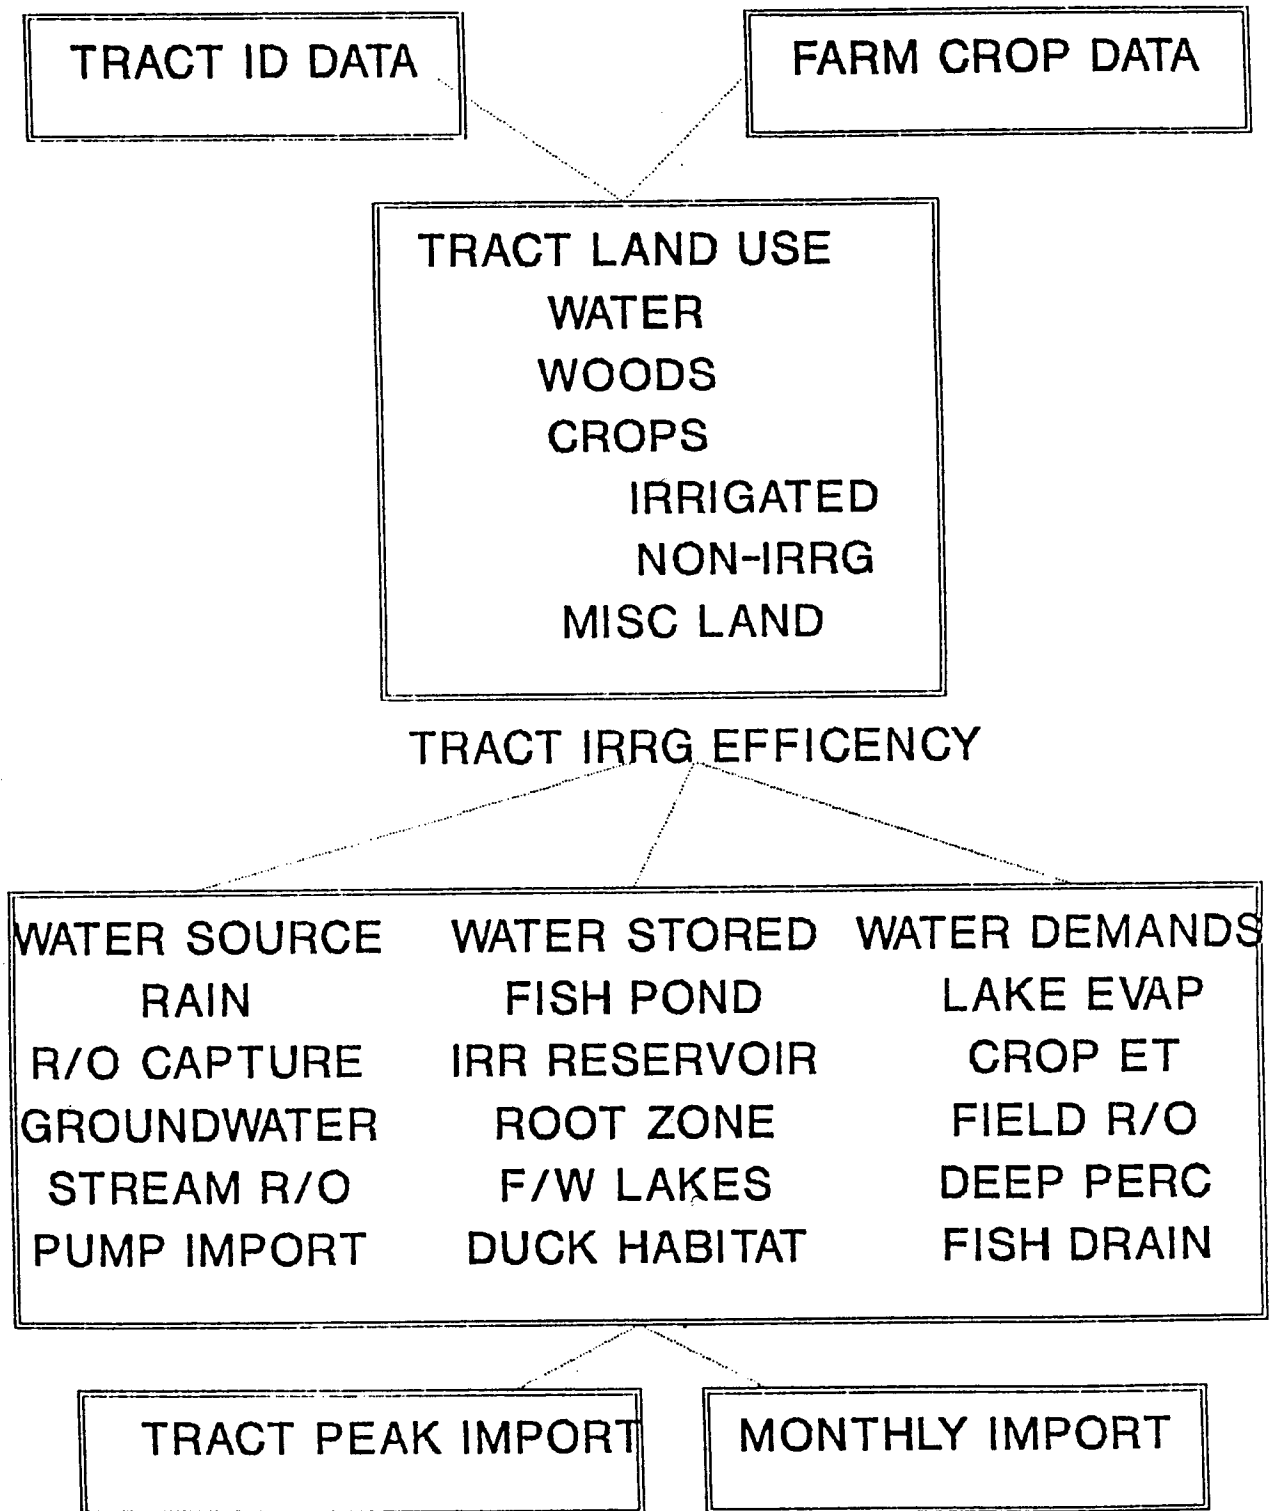 TRACT ID DATA
FARM CROP DATA
TRACT LAND USE
WATER
WOODS
CROPS
IRRIGATED
NON-IRRG
MISC LAND
TRACT IRRG EFFICENCY
WATER SOURCE WATER STORED WATER DEMANDS
RAIN FISH POND LAKE EVAP
R/O CAPTURE IRR RESERVOIR CROP ET
GROUNDWATER ROOT ZONE FIELD R/O
STREAM R/O F/W LAKES DEEP PERC
PUMP IMPORT DUCK HABITAT FISH DRAIN
TRACT PEAK IMPORT
MONTHLY IMPORT